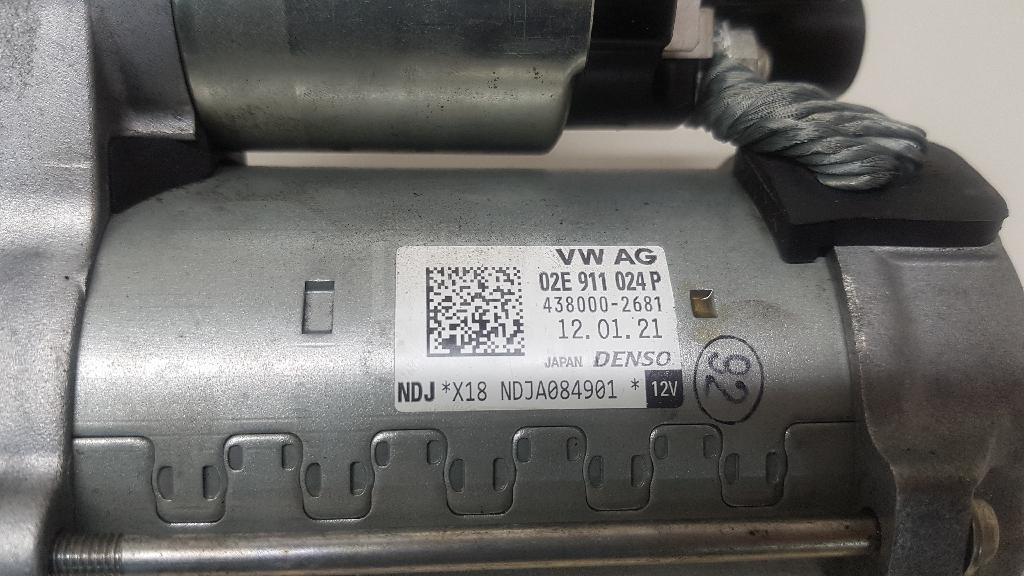 VW AG
02E 911 024 P
438000-2681
12.01.21
JAPAN DENSO
NDJ *X18 NDJA084901 * 12V
92